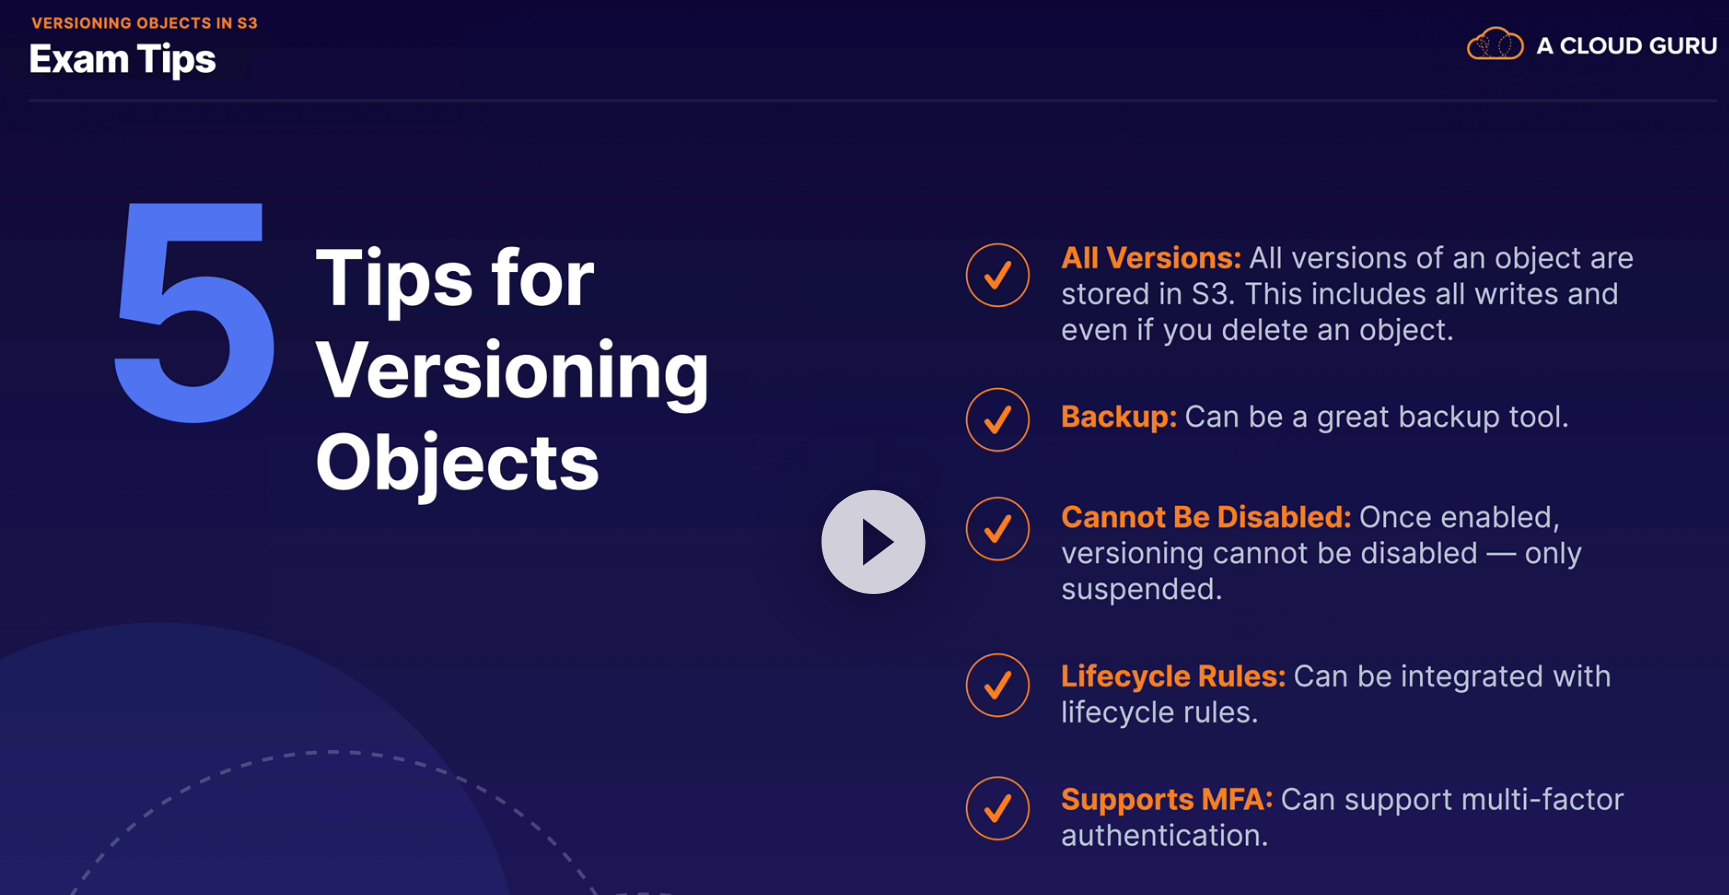 VERSIONING OBJECTS IN S3
Exam Tips
A CLOUD GURU
5
Tips for
Versioning
Objects
All Versions: All versions of an object are
stored in S3. This includes all writes and
even if you delete an object.
Backup: Can be a great backup tool.
Cannot Be Disabled: Once enabled,
versioning cannot be disabled — only
suspended.
Lifecycle Rules: Can be integrated with
lifecycle rules.
Supports MFA: Can support multi-factor
authentication.